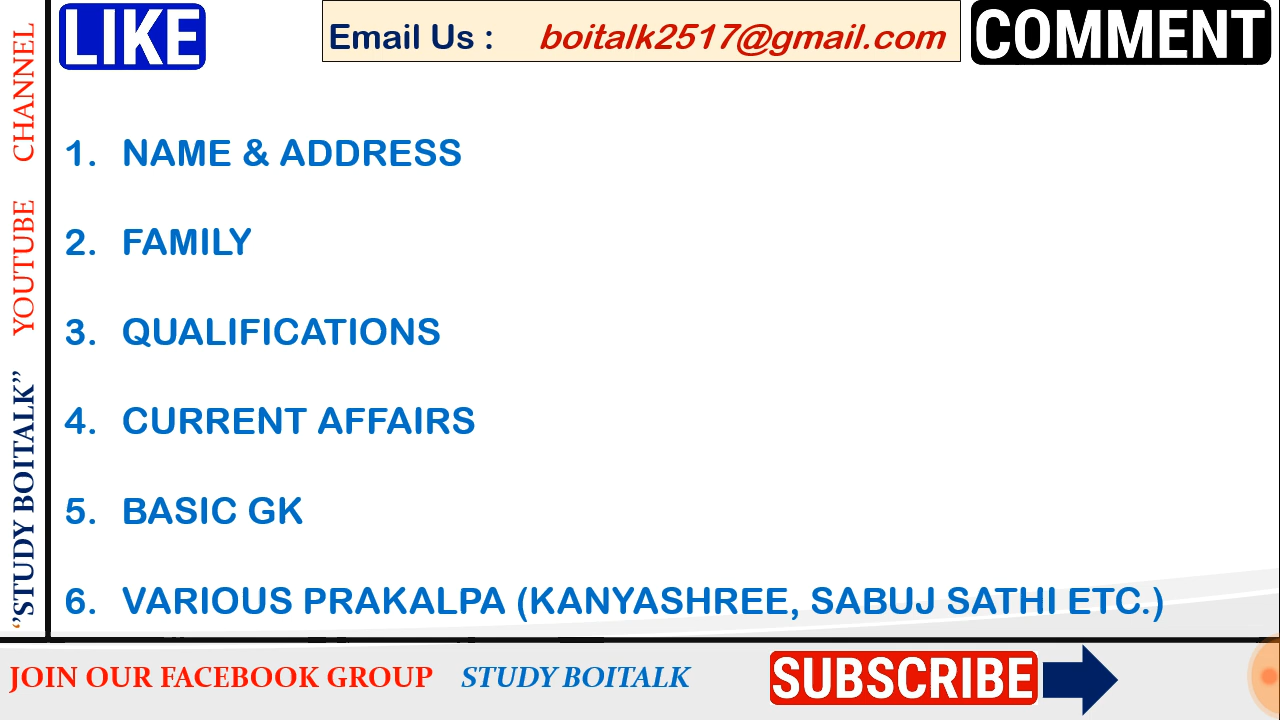 LIKE
Email Us : boitalk2517@gmail.com
COMMENT
"STUDY BOITALK" YOUTUBE CHANNEL
1. NAME & ADDRESS
2. FAMILY
3. QUALIFICATIONS
4. CURRENT AFFAIRS
5. BASIC GK
6. VARIOUS PRAKALPA (KANYASHREE, SABUJ SATHI ETC.)
JOIN OUR FACEBOOK GROUP STUDY BOITALK
SUBSCRIBE